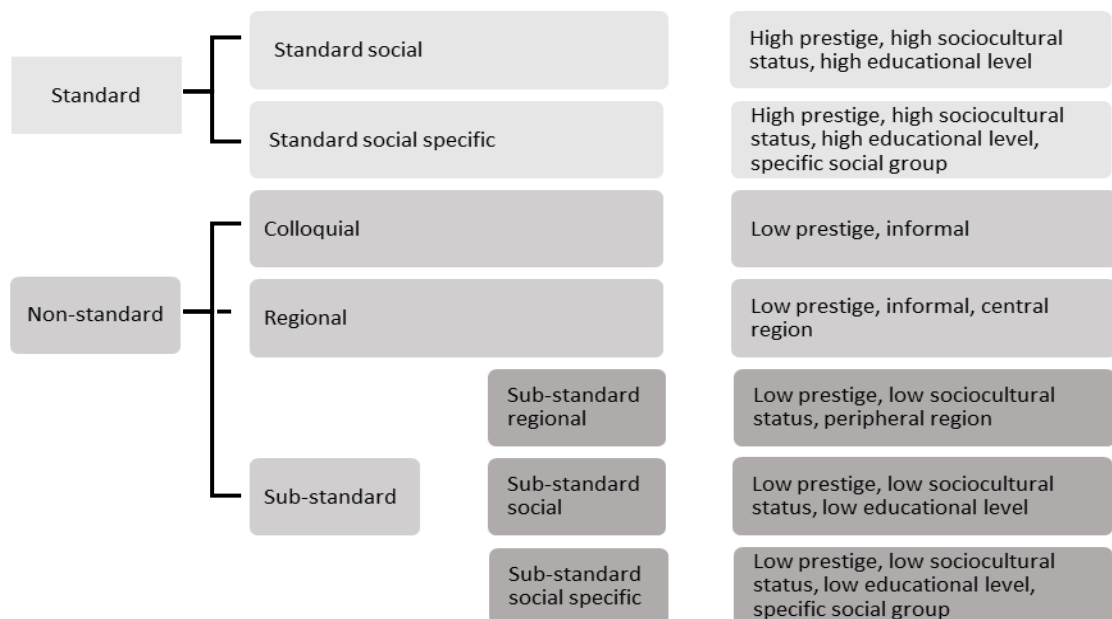 Standard
Standard social
High prestige, high sociocultural
status, high educational level
Standard social specific
High prestige, high sociocultural
status, high educational level,
specific social group
Non-standard
Colloquial
Low prestige, informal
Regional
Low prestige, informal, central
region
Sub-standard
Sub-standard
regional
Low prestige, low sociocultural
status, peripheral region
Sub-standard
social
Low prestige, low sociocultural
status, low educational level
Sub-standard
social specific
Low prestige, low sociocultural
status, low educational level,
specific social group